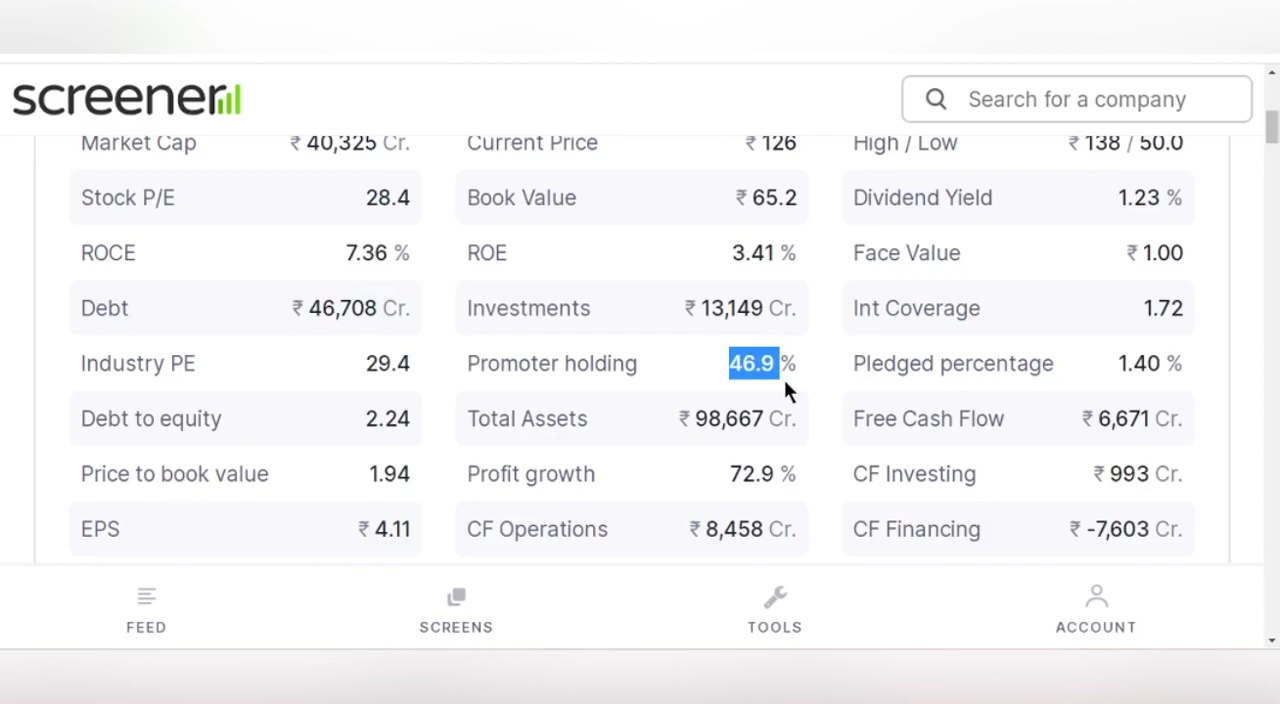 screener
Search for a company
Market Cap ₹ 40,325 Cr. Current Price ₹ 126 High / Low ₹ 138 / 50.0
Stock P/E 28.4 Book Value ₹ 65.2 Dividend Yield 1.23 %
ROCE 7.36 % ROE 3.41 % Face Value ₹ 1.00
Debt ₹ 46,708 Cr. Investments ₹ 13,149 Cr. Int Coverage 1.72
Industry PE 29.4 Promoter holding 46.9 % Pledged percentage 1.40 %
Debt to equity 2.24 Total Assets ₹ 98,667 Cr. Free Cash Flow ₹ 6,671 Cr.
Price to book value 1.94 Profit growth 72.9 % CF Investing ₹ 993 Cr.
EPS ₹ 4.11 CF Operations ₹ 8,458 Cr. CF Financing ₹ -7,603 Cr.
FEED SCREENS TOOLS ACCOUNT